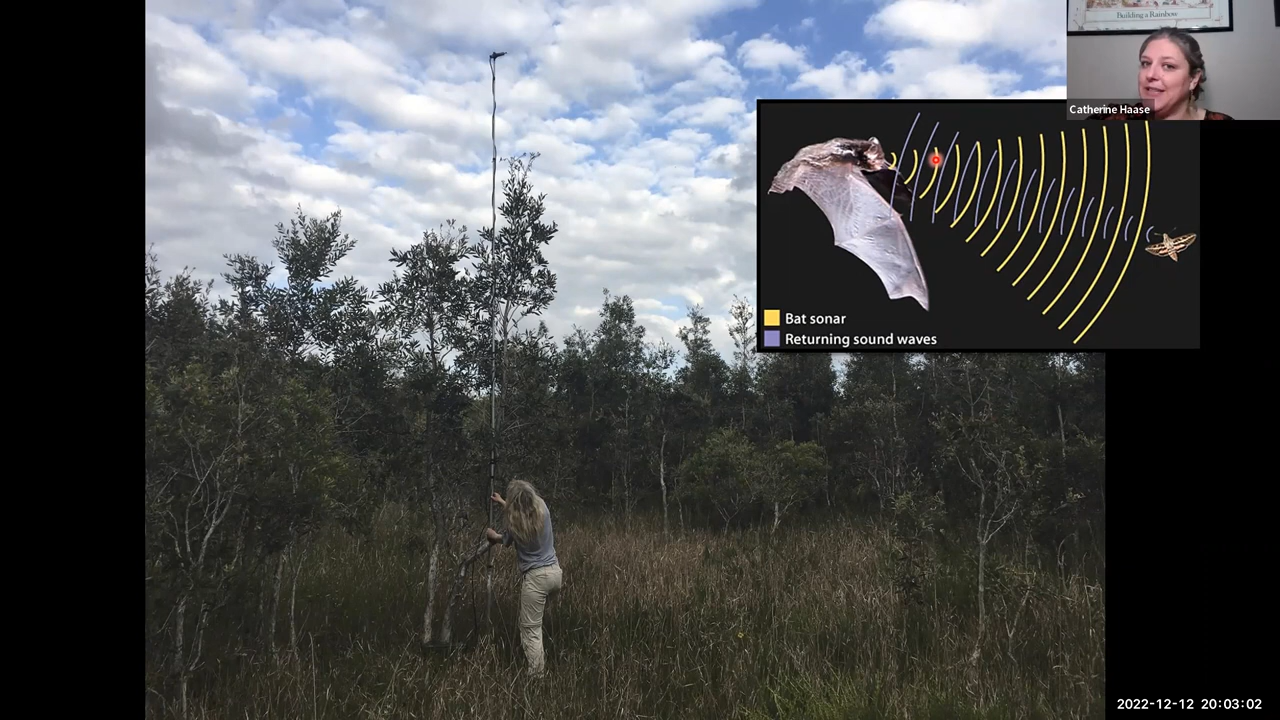 Building a Rainbow
Catherine Haase
Bat sonar
Returning sound waves
2022-12-12 20:03:02